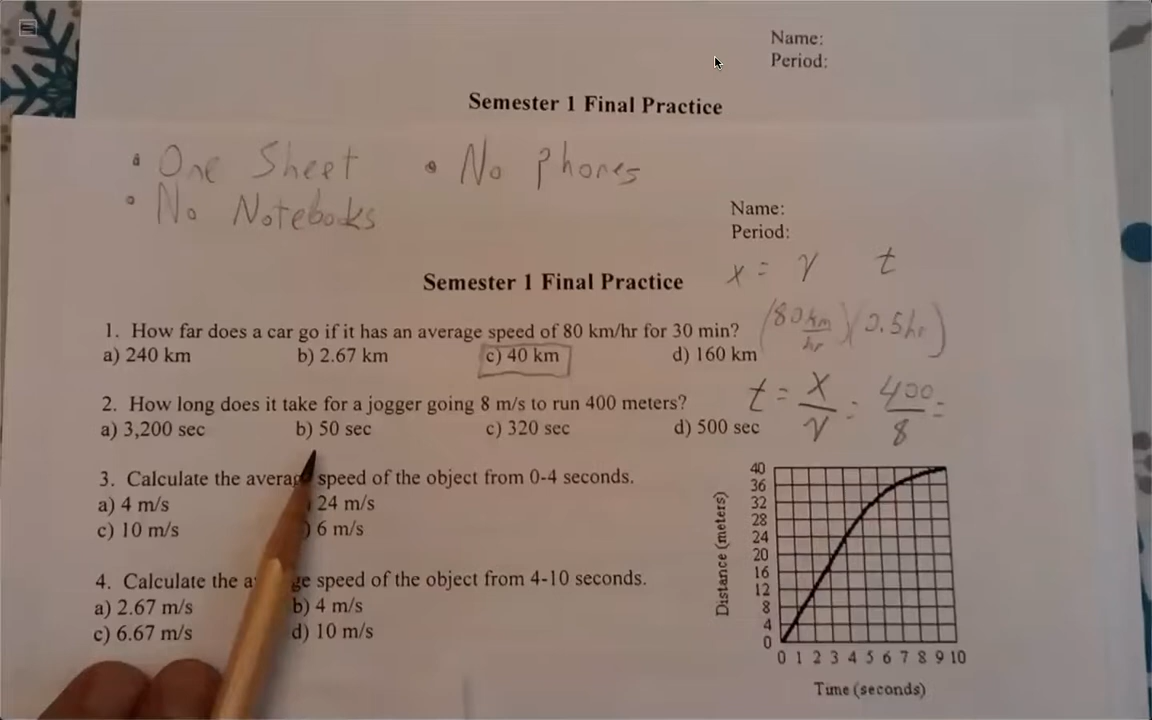 Name:
Period:
Semester 1 Final Practice
• One Sheet • No Phones
• No Notebooks
Name:
Period:
x = v t
Semester 1 Final Practice
1. How far does a car go if it has an average speed of 80 km/hr for 30 min? (80 km/hr)(0.5hr)
a) 240 km b) 2.67 km c) 40 km d) 160 km
2. How long does it take for a jogger going 8 m/s to run 400 meters? t = x/v = 400/8 =
a) 3,200 sec b) 50 sec c) 320 sec d) 500 sec
3. Calculate the average speed of the object from 0-4 seconds.
a) 4 m/s 24 m/s
c) 10 m/s ) 6 m/s
4. Calculate the a ge speed of the object from 4-10 seconds.
a) 2.67 m/s b) 4 m/s
c) 6.67 m/s d) 10 m/s
Distance (meters)
40
36
32
28
24
20
16
12
8
4
0
0 1 2 3 4 5 6 7 8 9 10
Time (seconds)